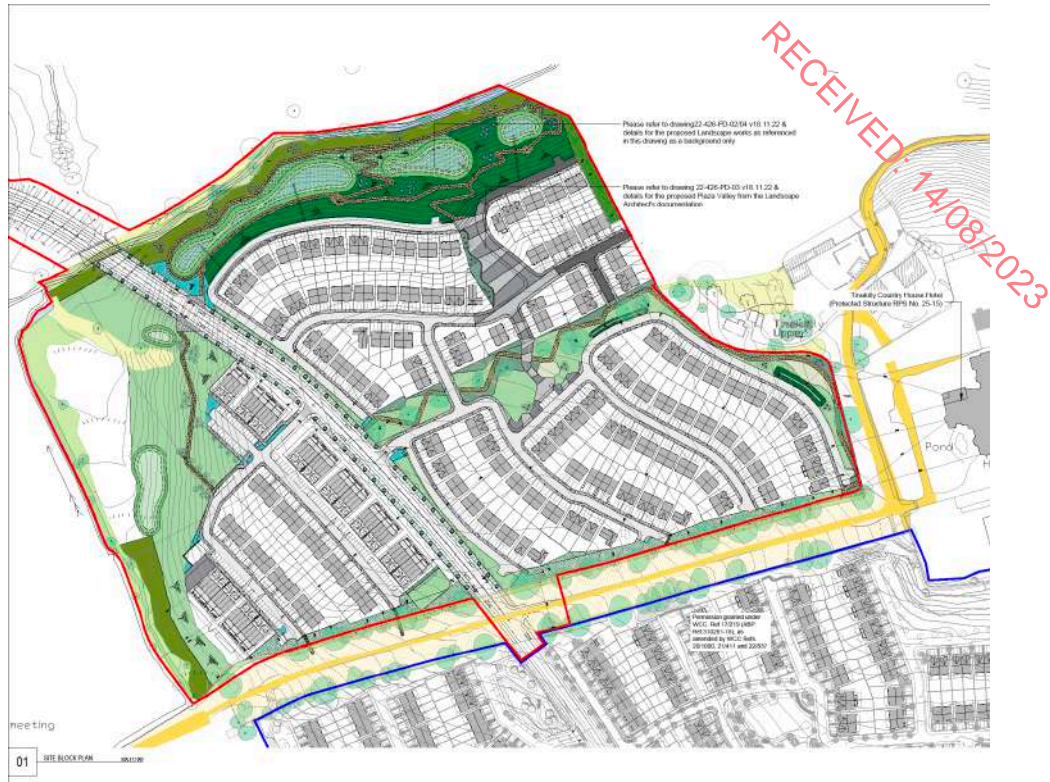 RECEIVED: 14/08/2023
Please refer to drawing22-426-PD-02/04 v18.11.22 &
details for the proposed Landscape works as referenced
in this drawing as a background only
Please refer to drawing 22-426-PD-03 v18.11.22 &
details for the proposed Plaza Valley from the Landscape
Architect's documentation
Tinakilly Country House Hotel
(Protected Structure RPS No. 25-15)
Upper
Pond
H
Permission granted under
WCC Ref 17/219 (ABP
as
amended by WCC Refs
21/411 and
meeting
01
SITE BLOCK PLAN